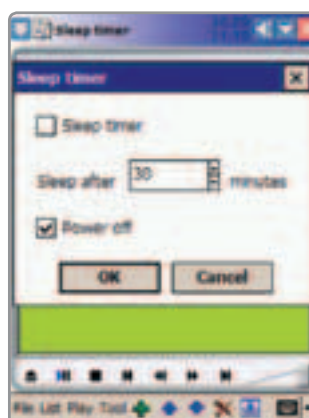 Sleep timer
Sleep timer
Sleep timer
Sleep after 30 minutes
Power off
OK Cancel
File List Play Tool